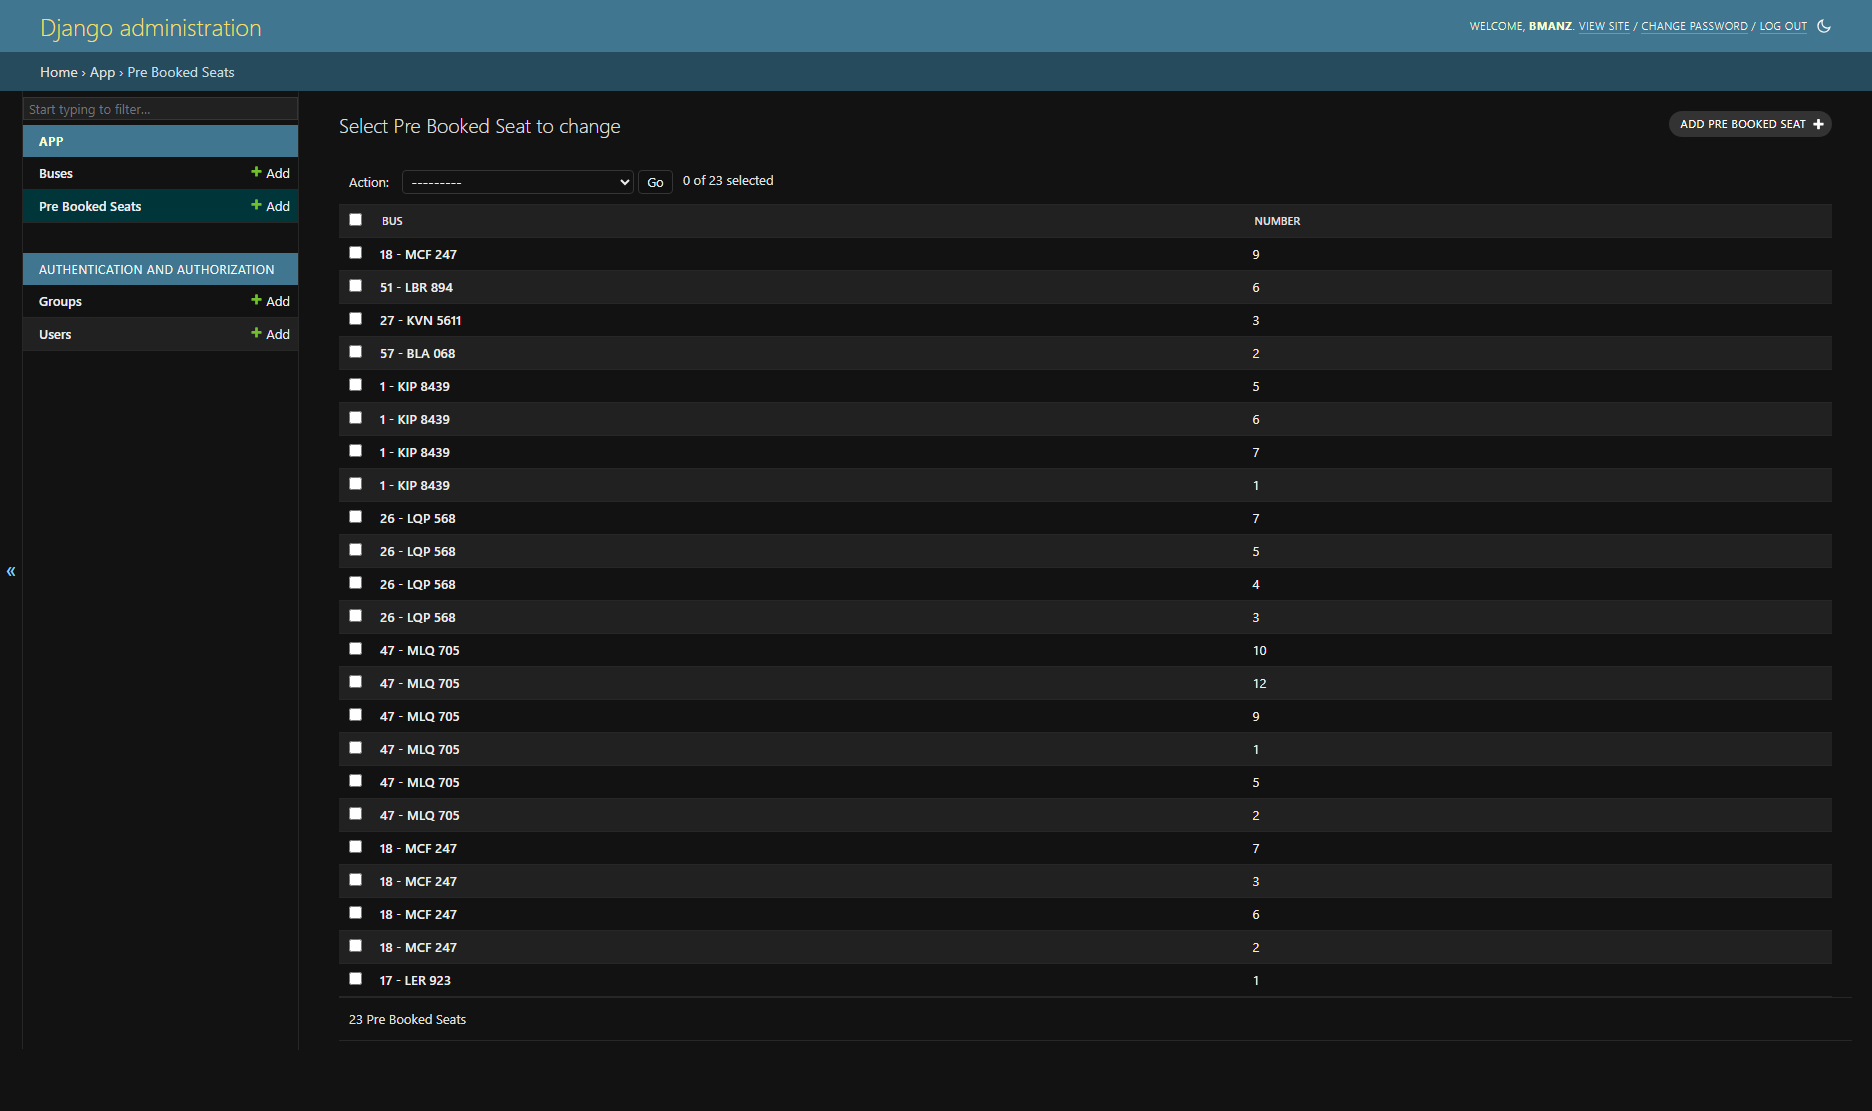 Django administration
WELCOME, BMANZ. VIEW SITE / CHANGE PASSWORD / LOG OUT
Home › App › Pre Booked Seats
Start typing to filter...
APP
Buses + Add
Pre Booked Seats + Add
AUTHENTICATION AND AUTHORIZATION
Groups + Add
Users + Add
«
Select Pre Booked Seat to change
ADD PRE BOOKED SEAT +
Action: --------- Go 0 of 23 selected
BUS NUMBER
18 - MCF 247 9
51 - LBR 894 6
27 - KVN 5611 3
57 - BLA 068 2
1 - KIP 8439 5
1 - KIP 8439 6
1 - KIP 8439 7
1 - KIP 8439 1
26 - LQP 568 7
26 - LQP 568 5
26 - LQP 568 4
26 - LQP 568 3
47 - MLQ 705 10
47 - MLQ 705 12
47 - MLQ 705 9
47 - MLQ 705 1
47 - MLQ 705 5
47 - MLQ 705 2
18 - MCF 247 7
18 - MCF 247 3
18 - MCF 247 6
18 - MCF 247 2
17 - LER 923 1
23 Pre Booked Seats